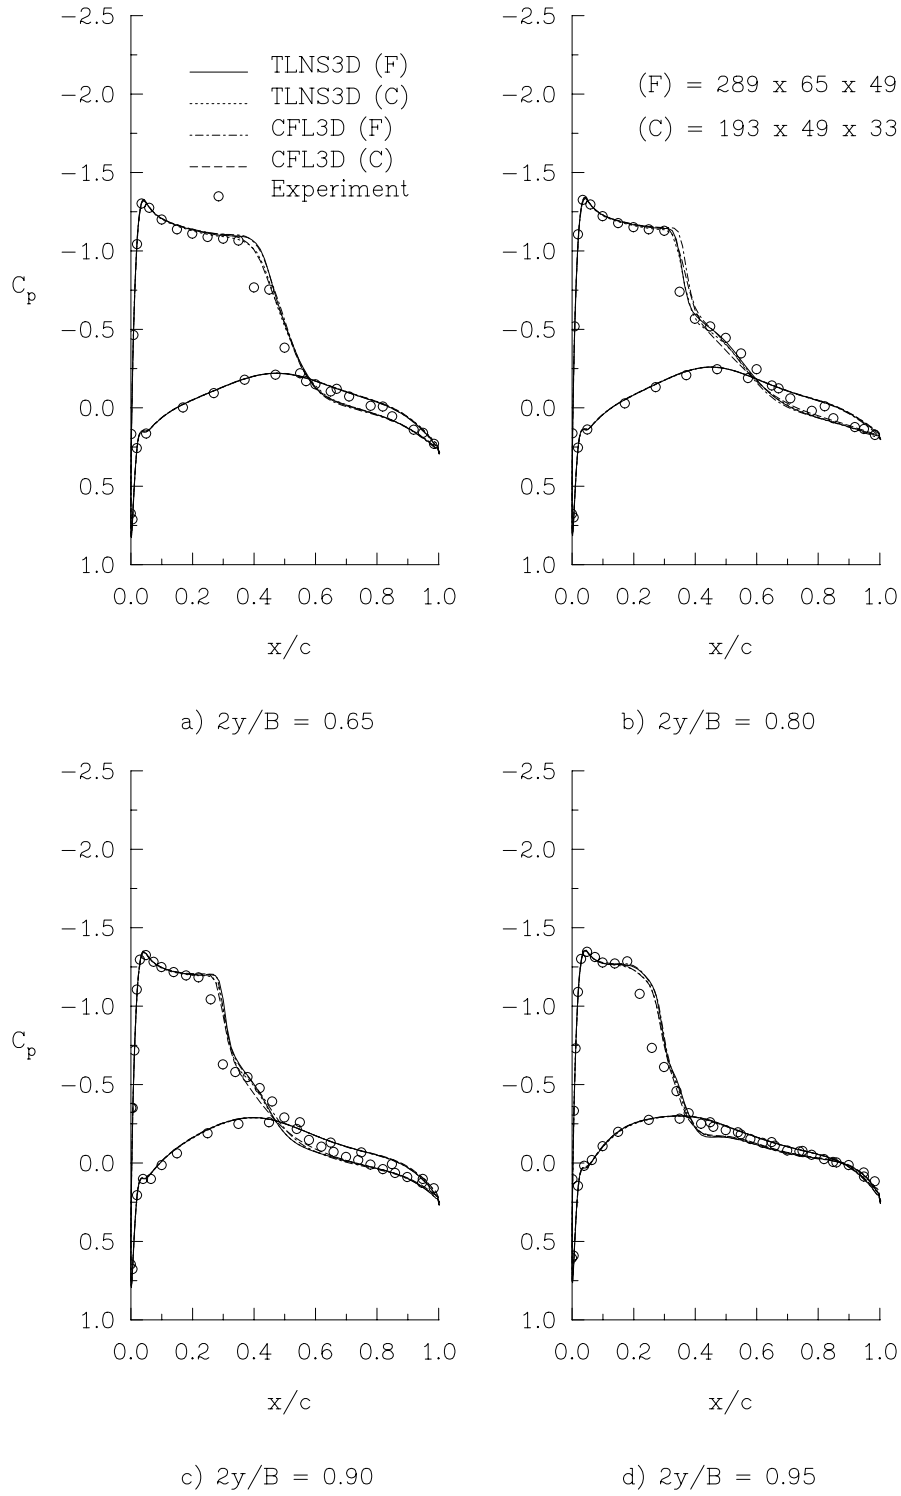 −2.5
−2.0
−1.5
−1.0
−0.5
0.0
0.5
1.0
C_p
0.0 0.2 0.4 0.6 0.8 1.0
x/c
TLNS3D (F)
TLNS3D (C)
CFL3D (F)
CFL3D (C)
Experiment
a) 2y/B = 0.65
−2.5
−2.0
−1.5
−1.0
−0.5
0.0
0.5
1.0
0.0 0.2 0.4 0.6 0.8 1.0
x/c
(F) = 289 x 65 x 49
(C) = 193 x 49 x 33
b) 2y/B = 0.80
−2.5
−2.0
−1.5
−1.0
−0.5
0.0
0.5
1.0
C_p
0.0 0.2 0.4 0.6 0.8 1.0
x/c
c) 2y/B = 0.90
−2.5
−2.0
−1.5
−1.0
−0.5
0.0
0.5
1.0
0.0 0.2 0.4 0.6 0.8 1.0
x/c
d) 2y/B = 0.95